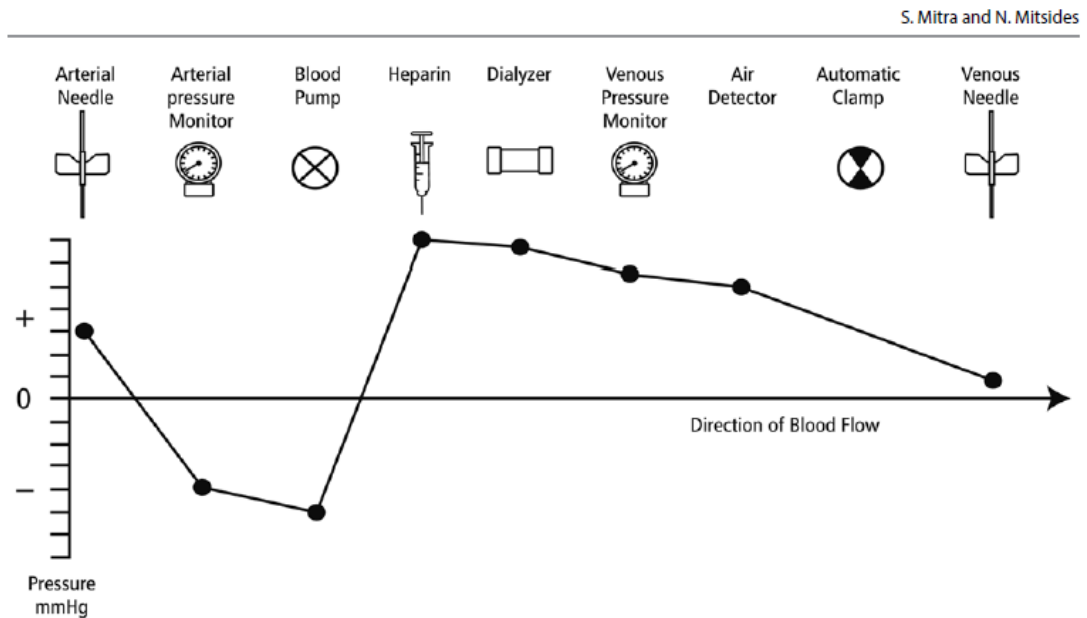 S. Mitra and N. Mitsides
Arterial
Needle
Arterial
pressure
Monitor
Blood
Pump
Heparin
Dialyzer
Venous
Pressure
Monitor
Air
Detector
Automatic
Clamp
Venous
Needle
+
0
–
Direction of Blood Flow
Pressure
mmHg